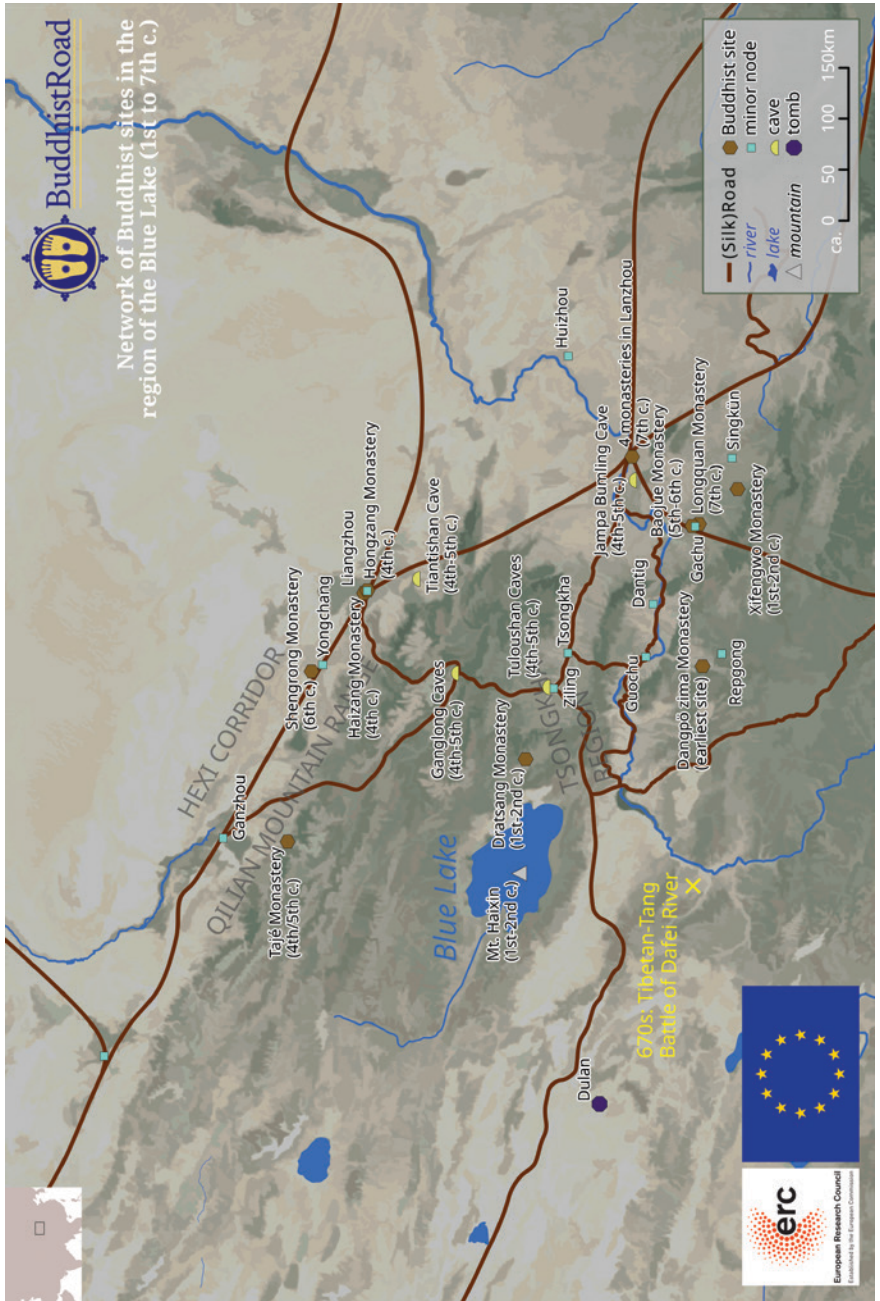 BuddhistRoad
Network of Buddhist sites in the
region of the Blue Lake (1st to 7th c.)
HEXI CORRIDOR
QILIAN MOUNTAIN RANGE
Ganzhou
Tajé Monastery
(4th/5th c.)
Shengrong Monastery
(6th c.)
Yongchang
Liangzhou
Haizang Monastery
(4th c.)
Hongzang Monastery
(4th c.)
Tiantishan Cave
(4th-5th c.)
Ganglong Caves
(4th-5th c.)
Blue Lake
Mt. Haixin
(1st-2nd c.)
Dratsang Monastery
(1st-2nd c.)
Tuloushan Caves
(4th-5th c.)
Ziling
Tsongkha
TSONGKHA
REGION
Huizhou
Jampa Bumling Cave
(4th-5th c.)
4 monasteries in Lanzhou
(7th c.)
Baojue Monastery
(5th-6th c.)
Dantig
Guochu
Gachu
Longquan Monastery
(7th c.)
Singkün
Xifengwo Monastery
(1st-2nd c.)
Dangpo zima Monastery
(earliest site)
Repgong
Dulan
670s: Tibetan-Tang
Battle of Dafei River
(Silk)Road
river
lake
mountain
Buddhist site
minor node
cave
tomb
ca. 0 50 100 150km
erc
European Research Council
Established by the European Commission